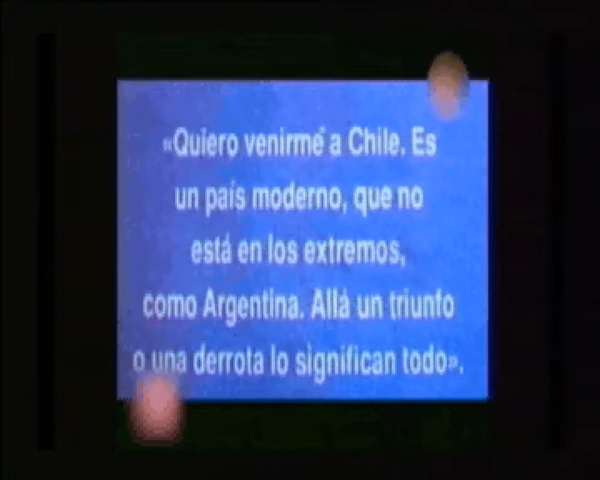 «Quiero venirme a Chile. Es
un país moderno, que no
está en los extremos,
como Argentina. Allá un triunfo
o una derrota lo significan todo».